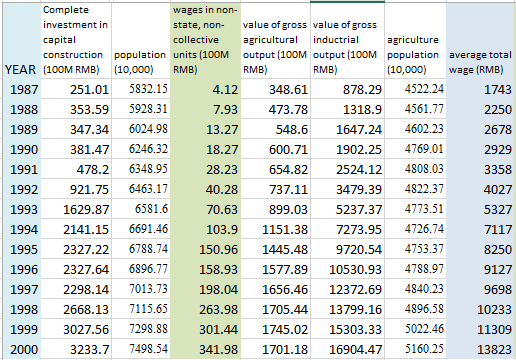 Complete wages in non-
investment in state, non- value of gross value of gross
capital collective agricultural industrial agriculture
construction population units (100M output (100M output (100M population average total
YEAR (100M RMB) (10,000) RMB) RMB) RMB) (10,000) wage (RMB)
1987 251.01 5832.15 4.12 348.61 878.29 4522.24 1743
1988 353.59 5928.31 7.93 473.78 1318.9 4561.77 2250
1989 347.34 6024.98 13.27 548.6 1647.24 4602.23 2678
1990 381.47 6246.32 18.27 600.71 1902.25 4769.01 2929
1991 478.2 6348.95 28.23 654.82 2524.12 4808.03 3358
1992 921.75 6463.17 40.28 737.11 3479.39 4822.37 4027
1993 1629.87 6581.6 70.63 899.03 5237.37 4773.51 5327
1994 2141.15 6691.46 103.9 1151.38 7273.95 4726.74 7117
1995 2327.22 6788.74 150.96 1445.48 9720.54 4753.37 8250
1996 2327.64 6896.77 158.93 1577.89 10530.93 4788.97 9127
1997 2298.14 7013.73 198.04 1656.46 12372.69 4840.23 9698
1998 2668.13 7115.65 263.98 1705.44 13799.16 4896.58 10233
1999 3027.56 7298.88 301.44 1745.02 15303.33 5022.46 11309
2000 3233.7 7498.54 341.98 1701.18 16904.47 5160.25 13823